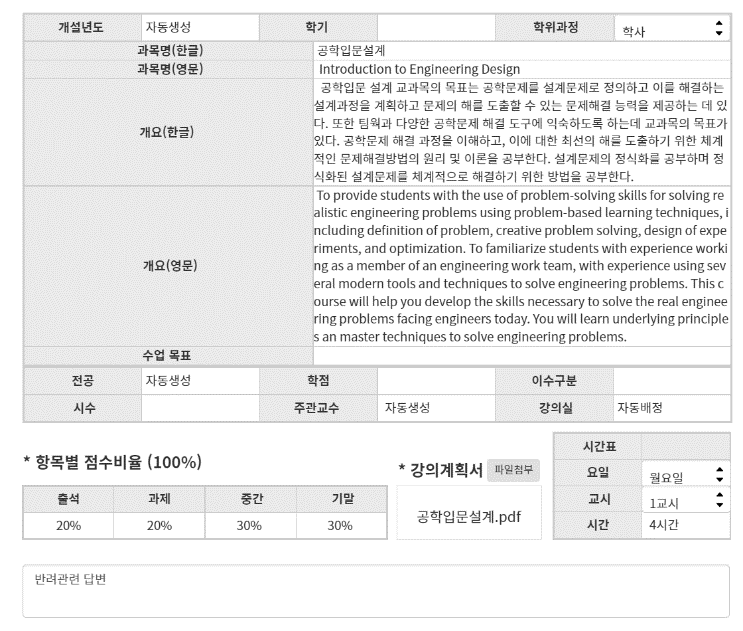 개설년도 자동생성 학기 학위과정 학사
과목명(한글) 공학입문설계
과목명(영문) Introduction to Engineering Design
개요(한글)
공학입문 설계 교과목의 목표는 공학문제를 설계문제로 정의하고 이를 해결하는
설계과정을 계획하고 문제의 해를 도출할 수 있는 문제해결 능력을 제공하는 데 있
다. 또한 팀웍과 다양한 공학문제 해결 도구에 익숙하도록 하는데 교과목의 목표가
있다. 공학문제 해결 과정을 이해하고, 이에 대한 최선의 해를 도출하기 위한 체계
적인 문제해결방법의 원리 및 이론을 공부한다. 설계문제의 정식화를 공부하며 정
식화된 설계문제를 체계적으로 해결하기 위한 방법을 공부한다.
개요(영문)
To provide students with the use of problem-solving skills for solving re
alistic engineering problems using problem-based learning techniques, i
ncluding definition of problem, creative problem solving, design of expe
riments, and optimization. To familiarize students with experience worki
ng as a member of an engineering work team, with experience using sev
eral modern tools and techniques to solve engineering problems. This c
ourse will help you develop the skills necessary to solve the real enginee
ring problems facing engineers today. You will learn underlying principle
s an master techniques to solve engineering problems.
수업 목표
전공 자동생성 학점 이수구분
시수 주관교수 자동생성 강의실 자동배정
* 항목별 점수비율 (100%)
출석 과제 중간 기말
20% 20% 30% 30%
* 강의계획서 파일첨부
공학입문설계.pdf
시간표
요일 월요일
교시 1교시
시간 4시간
반려관련 답변